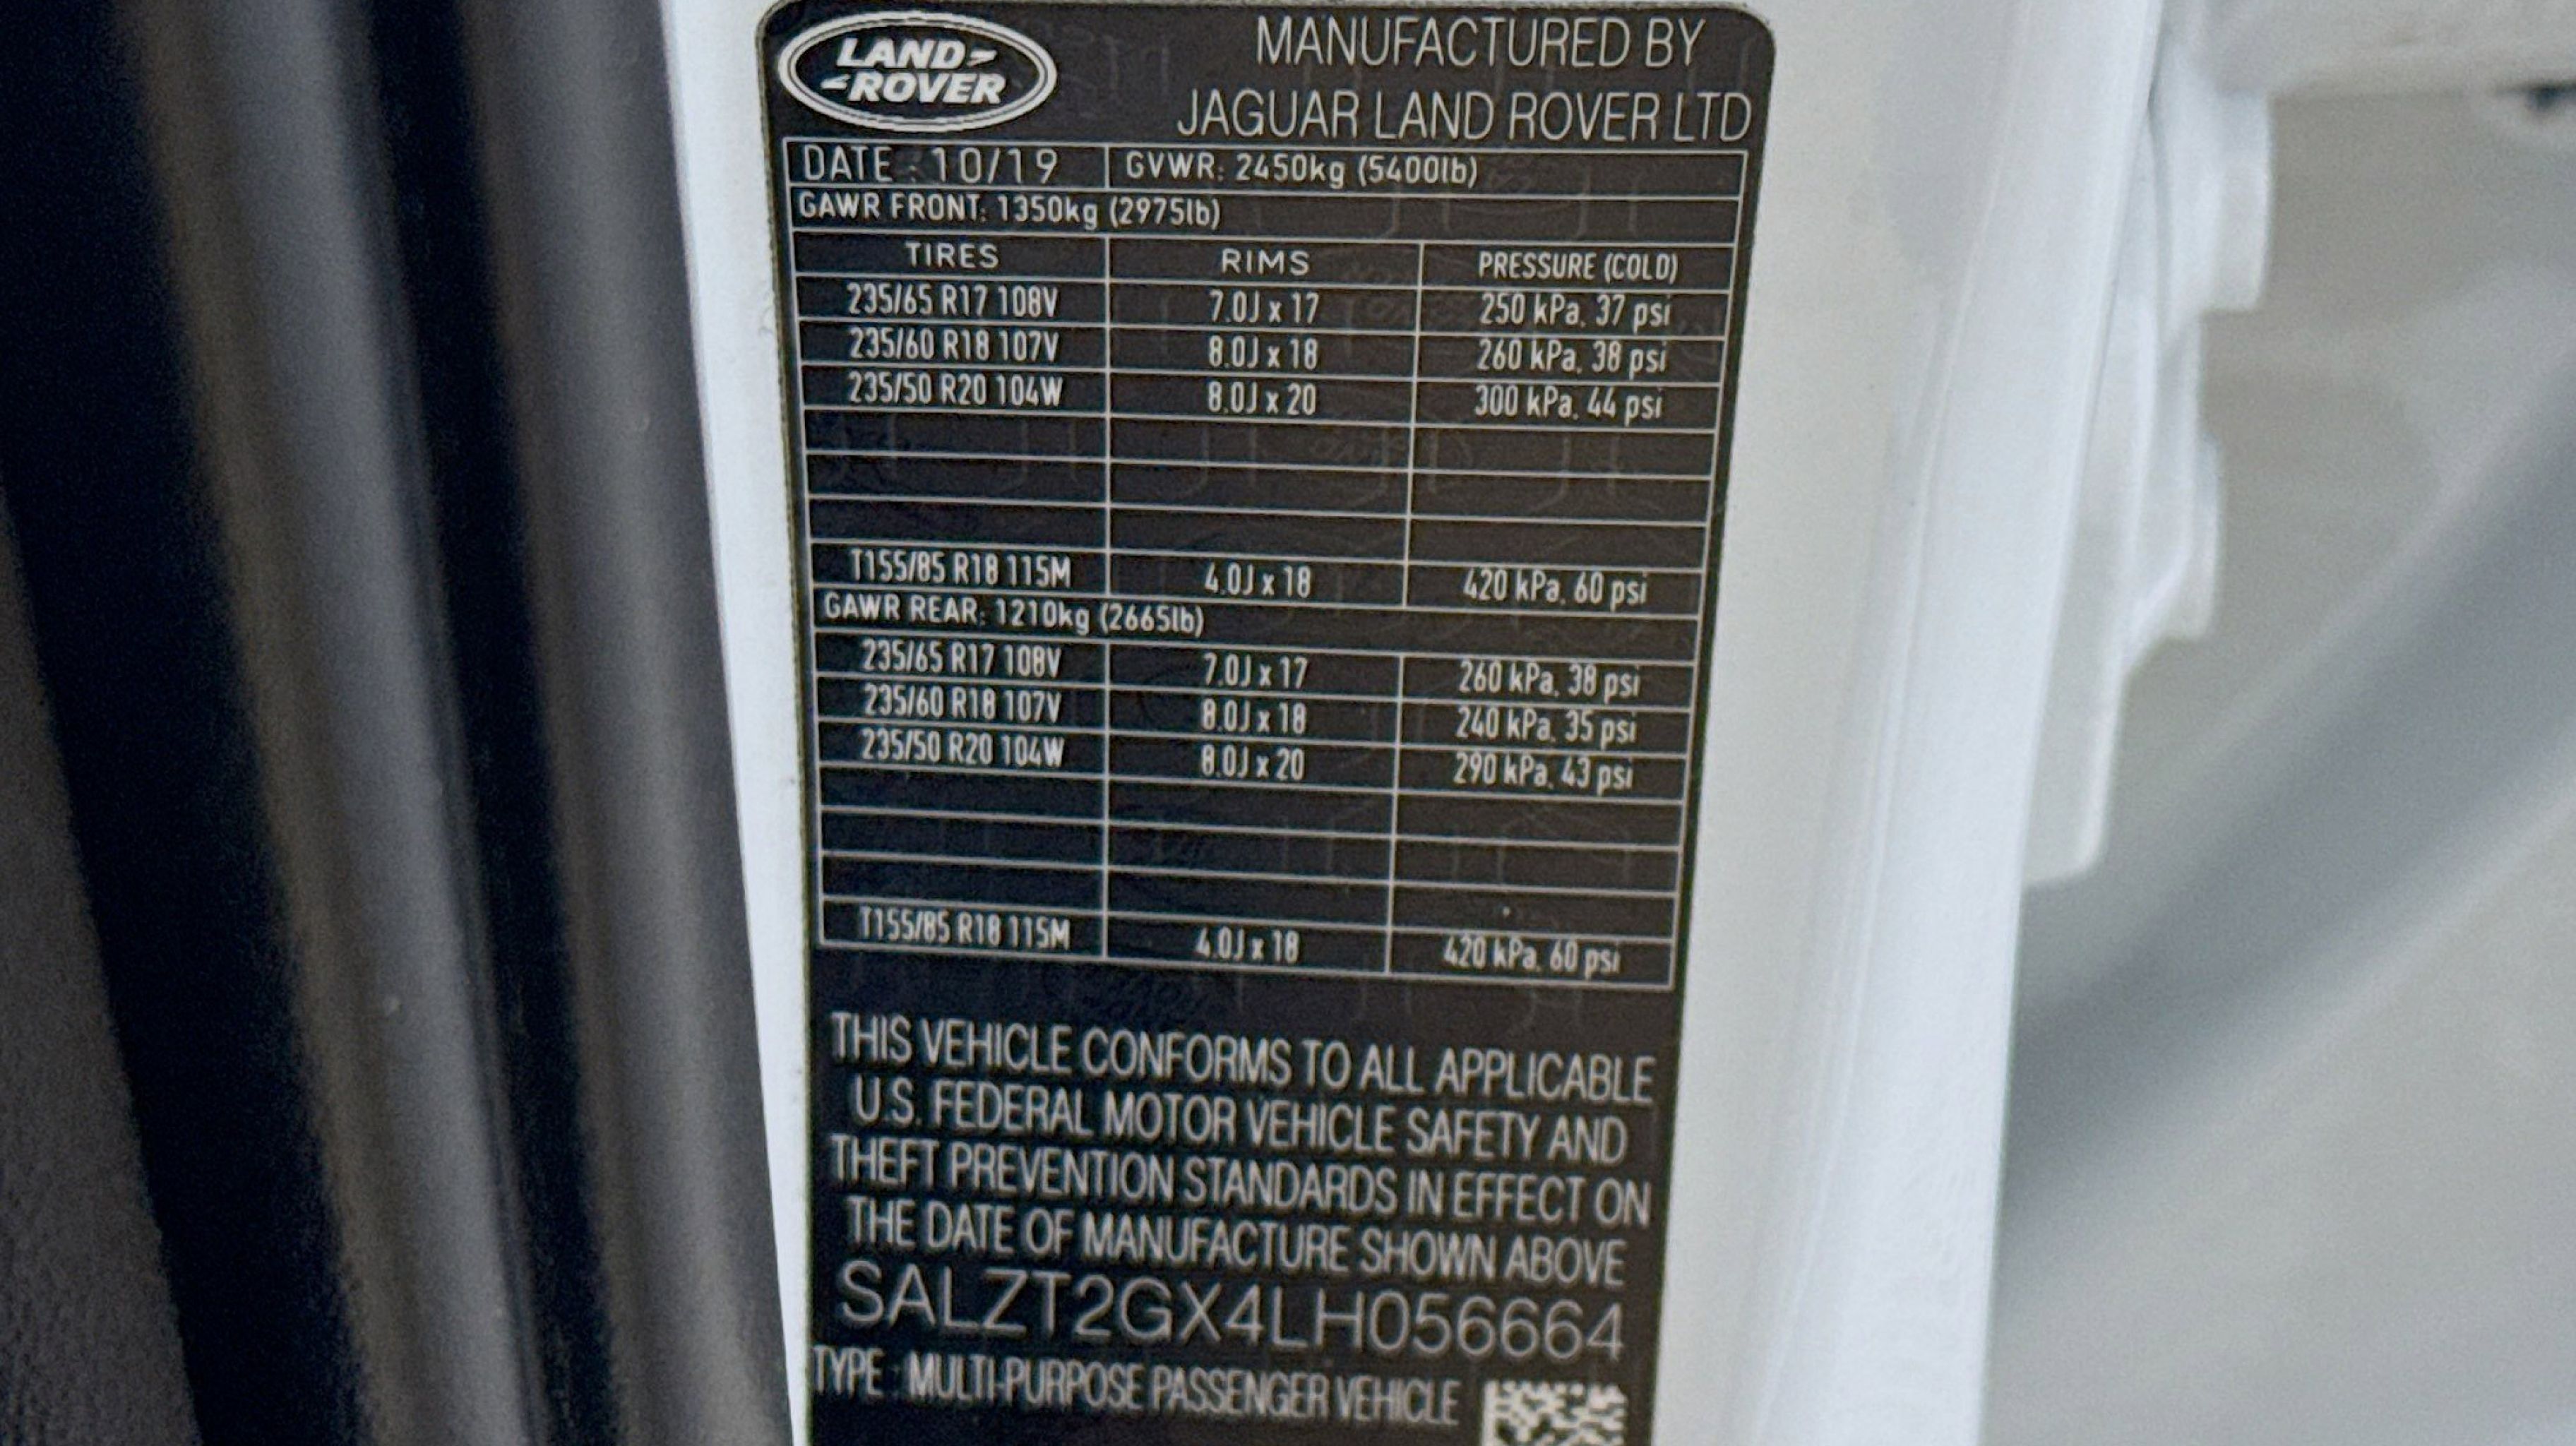 LAND-
-ROVER
MANUFACTURED BY
JAGUAR LAND ROVER LTD
DATE : 10/19 GVWR: 2450kg (5400lb)
GAWR FRONT: 1350kg (2975lb)
TIRES RIMS PRESSURE (COLD)
235/65 R17 108V 7.0J x 17 250 kPa, 37 psi
235/60 R18 107V 8.0J x 18 260 kPa, 38 psi
235/50 R20 104W 8.0J x 20 300 kPa, 44 psi
T155/85 R18 115M 4.0J x 18 420 kPa, 60 psi
GAWR REAR: 1210kg (2665lb)
235/65 R17 108V 7.0J x 17 260 kPa, 38 psi
235/60 R18 107V 8.0J x 18 240 kPa, 35 psi
235/50 R20 104W 8.0J x 20 290 kPa, 43 psi
T155/85 R18 115M 4.0J x 18 420 kPa, 60 psi
THIS VEHICLE CONFORMS TO ALL APPLICABLE
U.S. FEDERAL MOTOR VEHICLE SAFETY AND
THEFT PREVENTION STANDARDS IN EFFECT ON
THE DATE OF MANUFACTURE SHOWN ABOVE
SALZT2GX4LH056664
TYPE : MULTI-PURPOSE PASSENGER VEHICLE